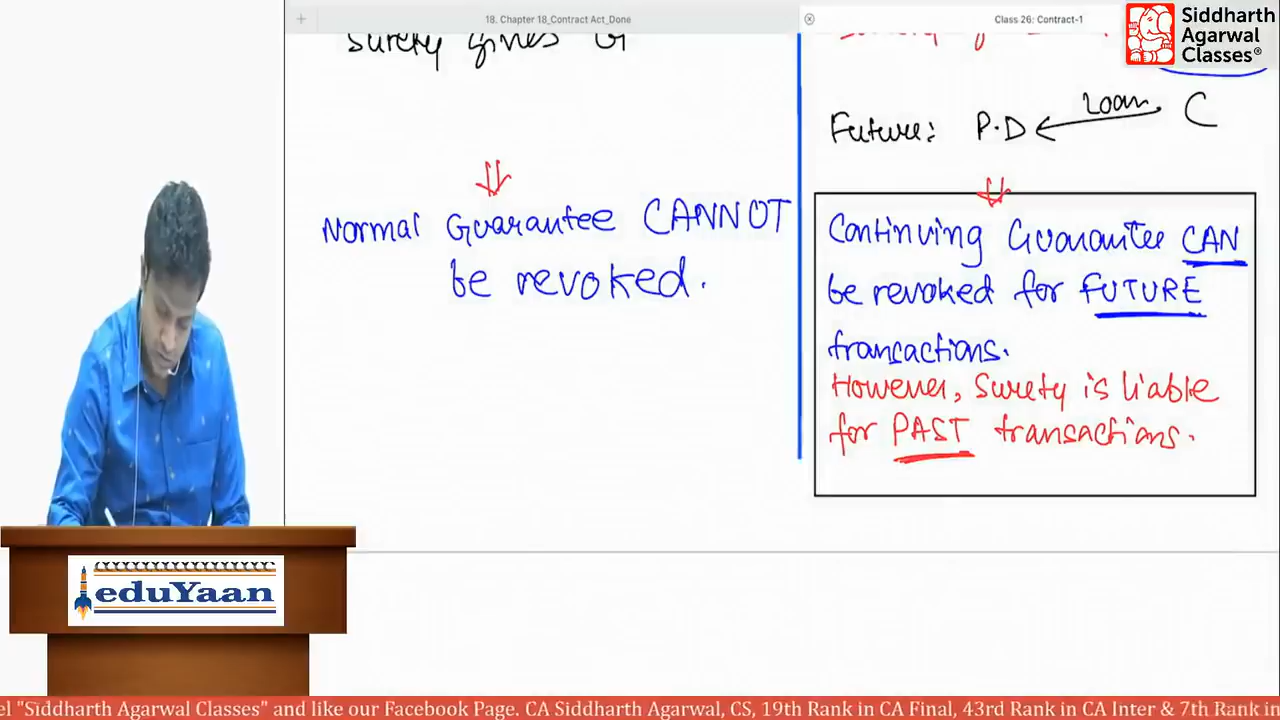 18. Chapter 18_Contract Act_Done
Class 26: Contract-1
Siddharth
Agarwal
Classes®
Surety gives
Future: P.D
Loan
C
Normal Guarantee CANNOT
be revoked.
Continuing Guarantee CAN
be revoked for FUTURE
transactions.
However, Surety is liable
for PAST transactions.
eduYaan
el "Siddharth Agarwal Classes" and like our Facebook Page. CA Siddharth Agarwal, CS, 19th Rank in CA Final, 43rd Rank in CA Inter & 7th Rank in